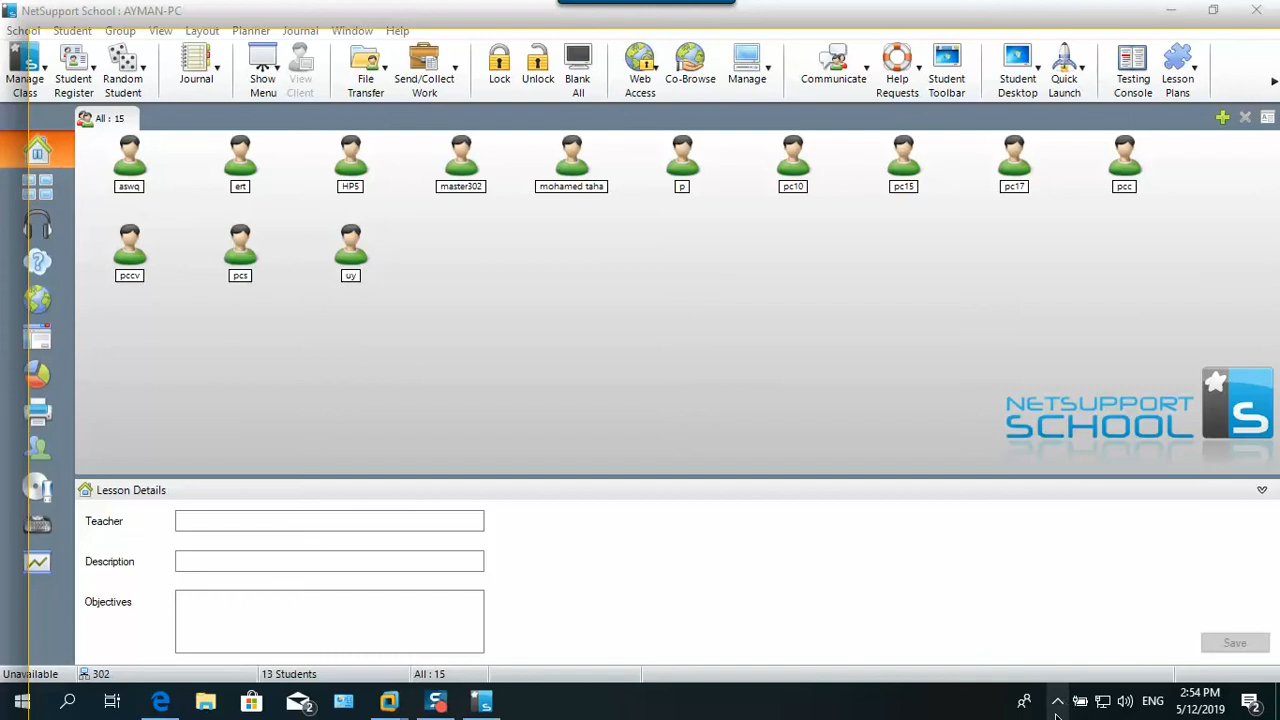 NetSupport School : AYMAN-PC
School Student Group View Layout Planner Journal Window Help
Manage Class
Student Register
Random Student
Journal
Show Menu
View Client
File Transfer
Send/Collect Work
Lock
Unlock
Blank All
Web Access
Co-Browse
Manage
Communicate
Help Requests
Student Toolbar
Student Desktop
Quick Launch
Testing Console
Lesson Plans
All : 15
aswq ert HP5 master302 mohamed taha p pc10 pc15 pc17 pcc
pccv pcs uy
NETSUPPORT
SCHOOL
S
Lesson Details
Teacher
Description
Objectives
Save
Unavailable 302 13 Students All : 15
2 ENG 2:54 PM
5/12/2019 2